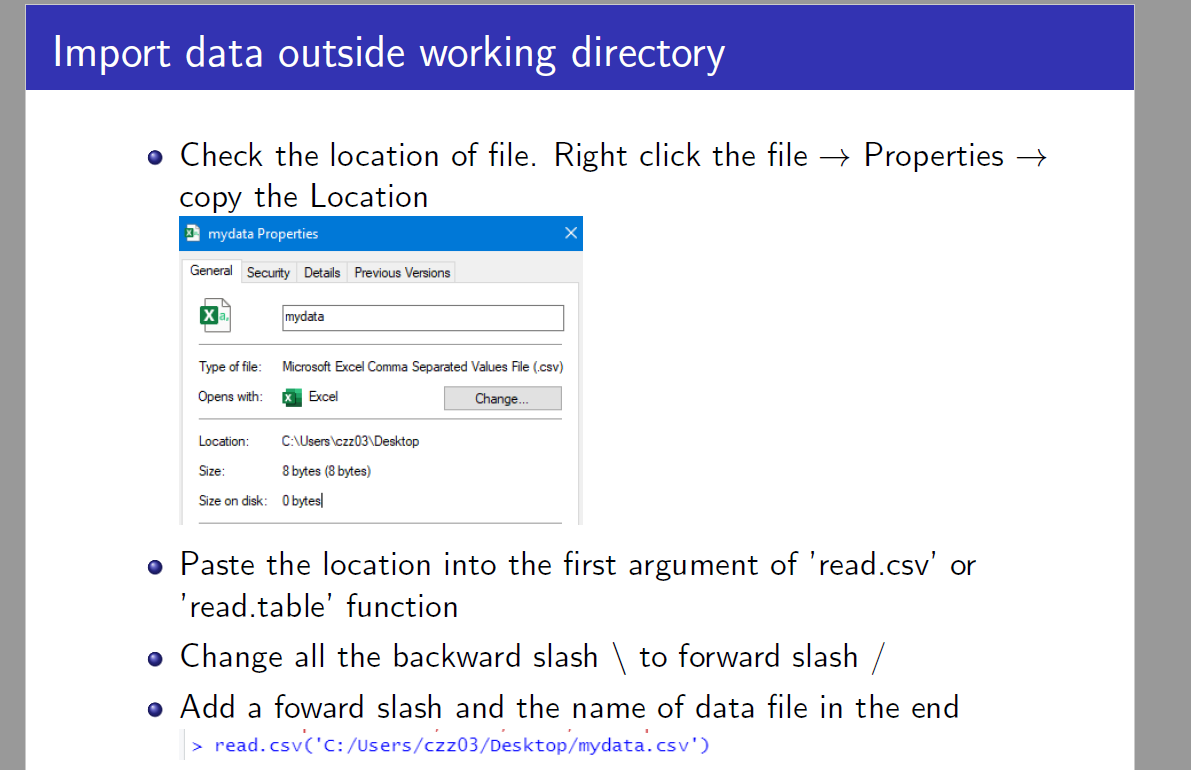 Import data outside working directory
Check the location of file. Right click the file → Properties →
copy the Location
mydata Properties
General Security Details Previous Versions
X a,
mydata
Type of file: Microsoft Excel Comma Separated Values File (.csv)
Opens with: Excel Change...
Location: C:\Users\czz03\Desktop
Size: 8 bytes (8 bytes)
Size on disk: 0 bytes
Paste the location into the first argument of 'read.csv' or
'read.table' function
Change all the backward slash \ to forward slash /
Add a foward slash and the name of data file in the end
> read.csv('C:/Users/czz03/Desktop/mydata.csv')